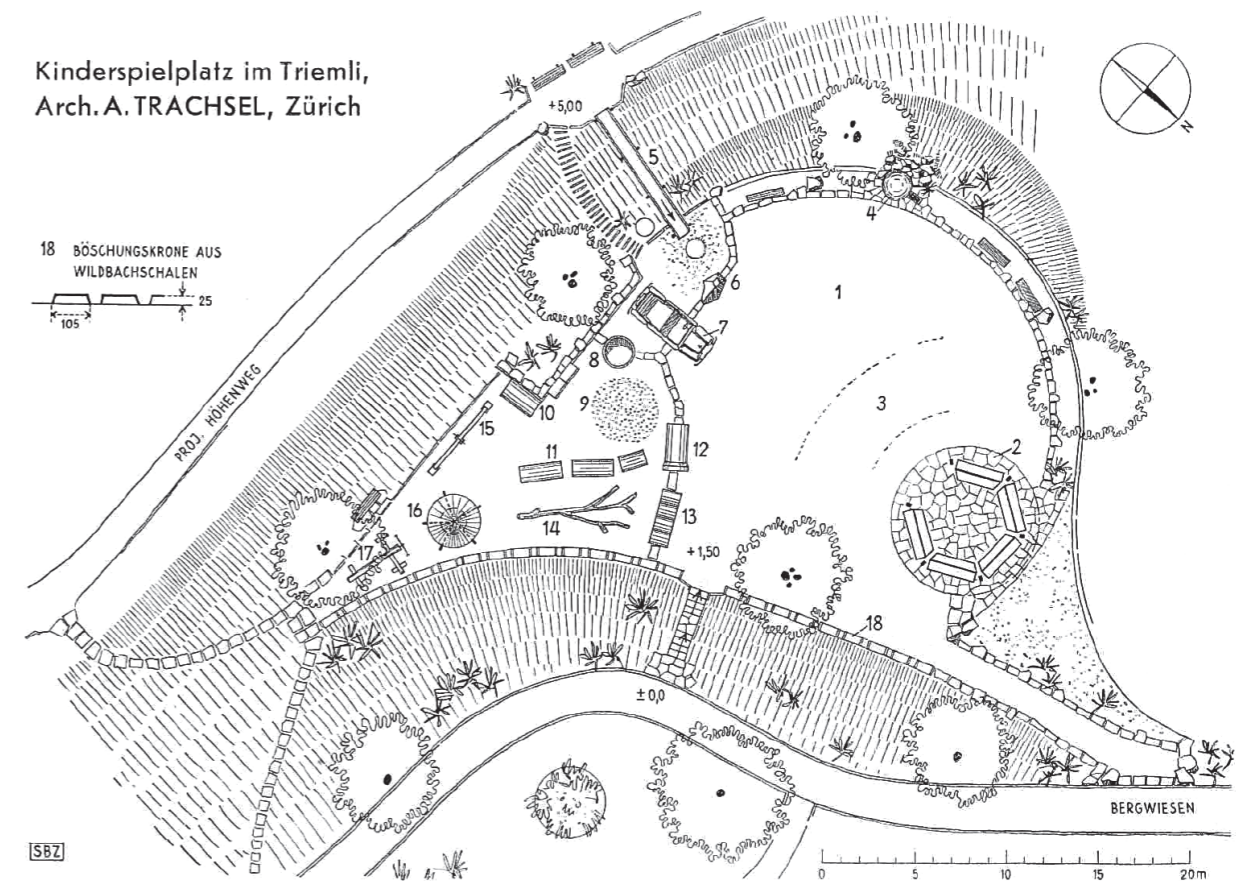 Kinderspielplatz im Triemli,
Arch. A. TRACHSEL, Zürich
+5,00
N
5
4
18 BÖSCHUNGSKRONE AUS
WILDBACHSCHALEN
25
105
6
1
7
8
PROJ. HÖHENWEG
9
10
3
15
12
2
11
16
14
13
17
+1,50
18
±0,0
BERGWIESEN
SBZ
0 5 10 15 20m